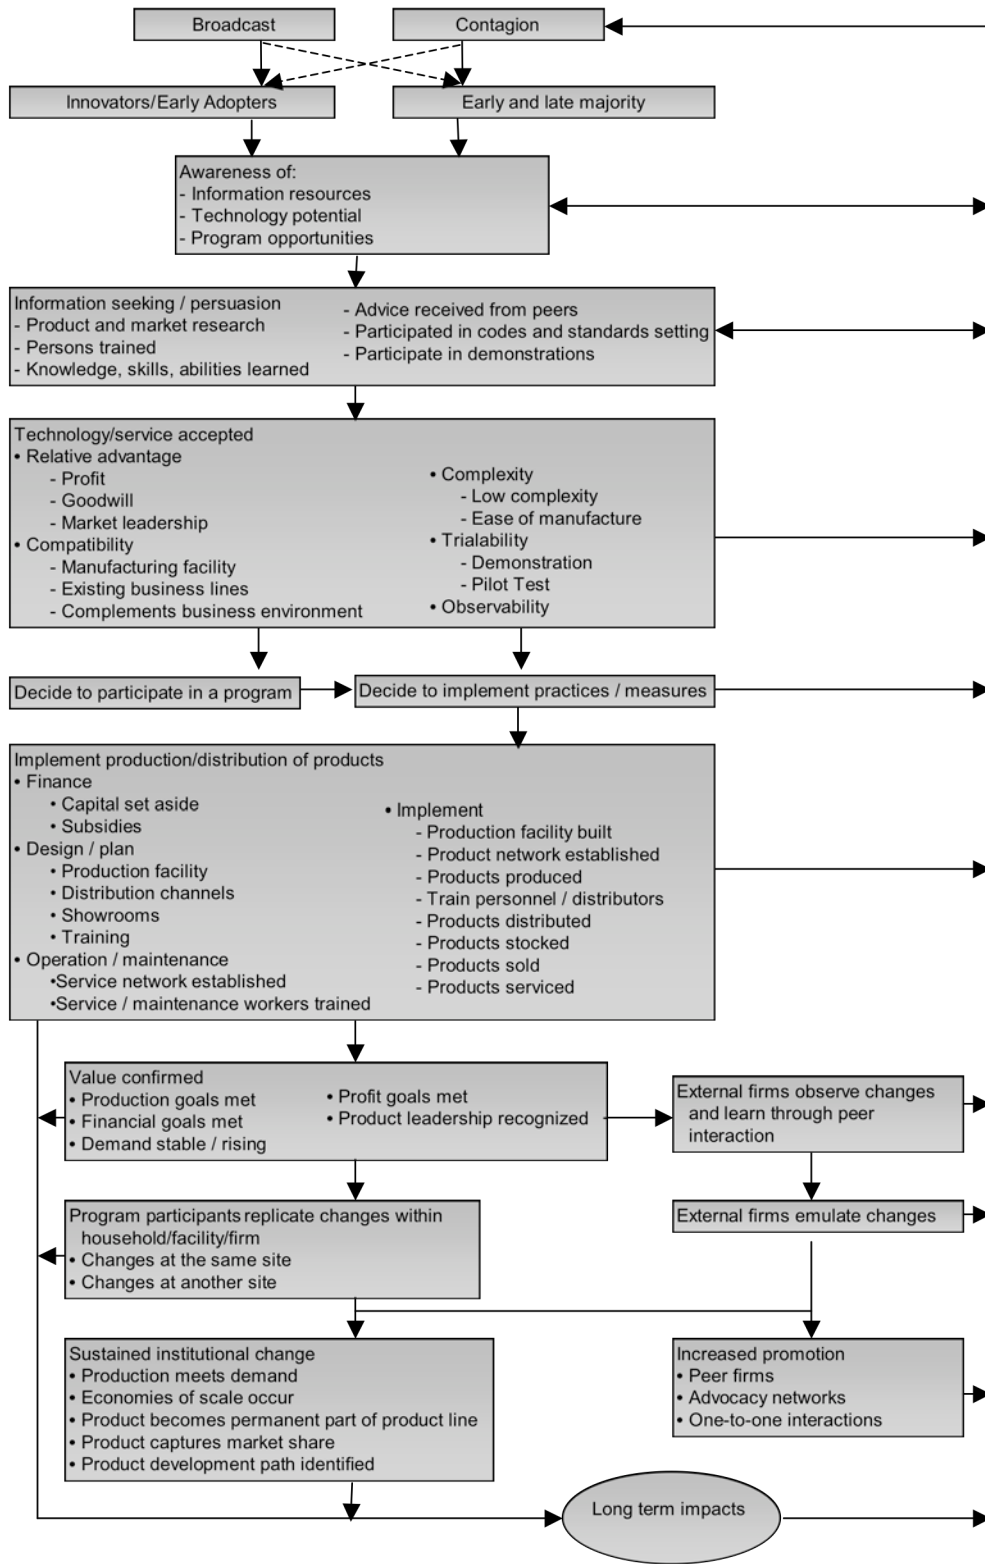 Broadcast
Contagion
Innovators/Early Adopters
Early and late majority
Awareness of:
- Information resources
- Technology potential
- Program opportunities
Information seeking / persuasion
- Product and market research
- Persons trained
- Knowledge, skills, abilities learned
- Advice received from peers
- Participated in codes and standards setting
- Participate in demonstrations
Technology/service accepted
• Relative advantage
- Profit
- Goodwill
- Market leadership
• Compatibility
- Manufacturing facility
- Existing business lines
- Complements business environment
• Complexity
- Low complexity
- Ease of manufacture
• Trialability
- Demonstration
- Pilot Test
• Observability
Decide to participate in a program
Decide to implement practices / measures
Implement production/distribution of products
• Finance
• Capital set aside
• Subsidies
• Design / plan
• Production facility
• Distribution channels
• Showrooms
• Training
• Operation / maintenance
•Service network established
•Service / maintenance workers trained
• Implement
- Production facility built
- Product network established
- Products produced
- Train personnel / distributors
- Products distributed
- Products stocked
- Products sold
- Products serviced
Value confirmed
• Production goals met
• Financial goals met
• Demand stable / rising
• Profit goals met
• Product leadership recognized
External firms observe changes
and learn through peer
interaction
Program participants replicate changes within
household/facility/firm
• Changes at the same site
• Changes at another site
External firms emulate changes
Sustained institutional change
• Production meets demand
• Economies of scale occur
• Product becomes permanent part of product line
• Product captures market share
• Product development path identified
Increased promotion
• Peer firms
• Advocacy networks
• One-to-one interactions
Long term impacts